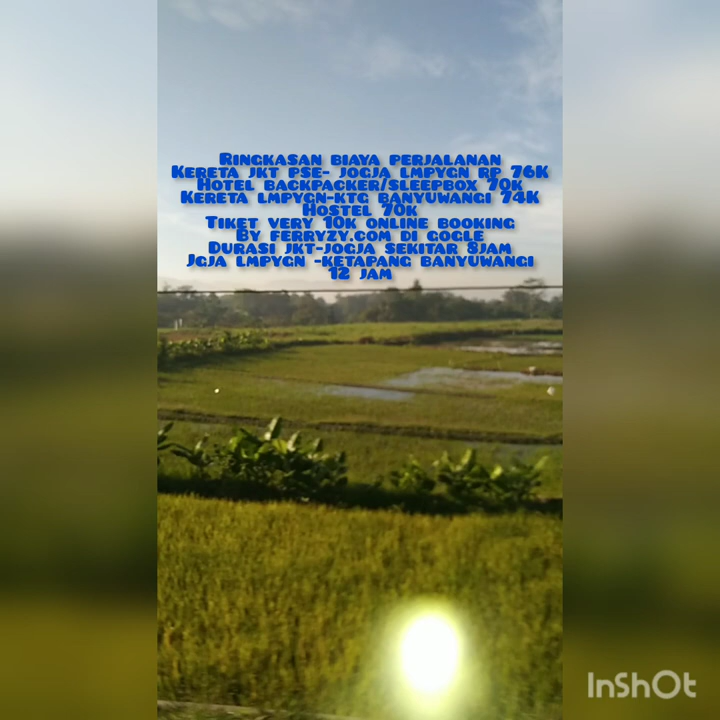 Ringkasan biaya perjalanan
Kereta jkt pse- jogja lmpygn rp 76k
Hotel backpacker/sleepbox 70k
Kereta lmpygn-ktg banyuwangi 74k
Hostel 70k
Tiket very 10k online booking
By ferryzy.com di gogle
Durasi jkt-jogja sekitar 8jam
Jgja lmpygn -ketapang banyuwangi
12 jam
InShOt